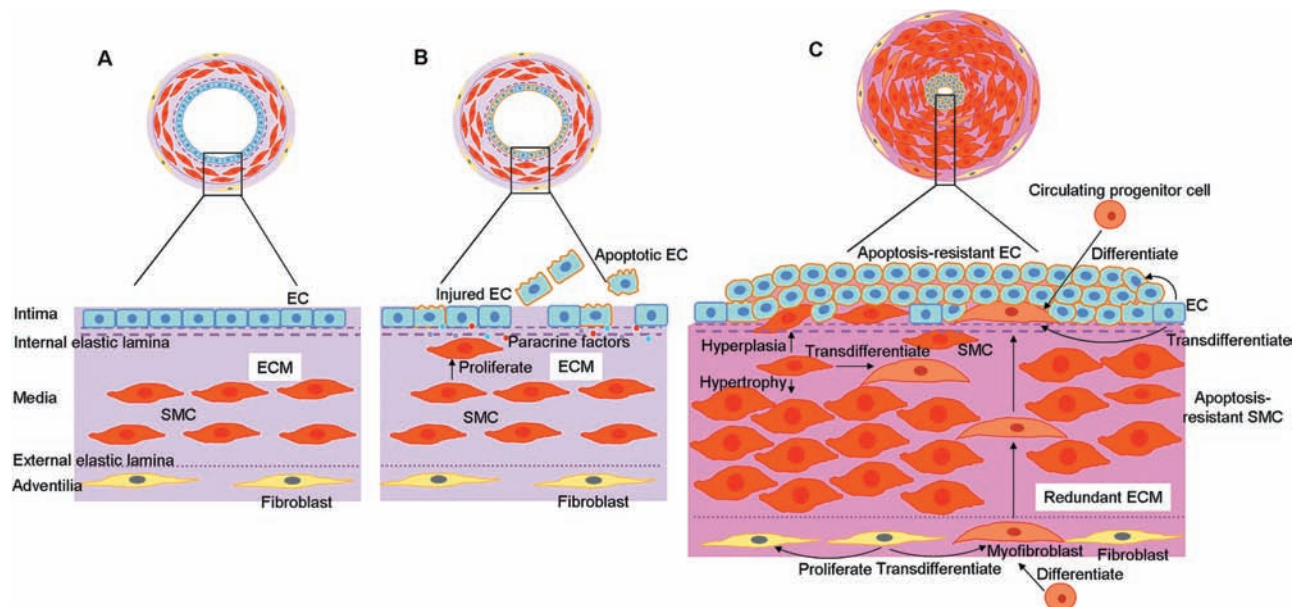 A
B
C
Circulating progenitor cell
Apoptotic EC
Apoptosis-resistant EC
Differentiate
Injured EC
EC
EC
Intima
Internal elastic lamina
Paracrine factors
Transdifferentiate
Hyperplasia
Transdifferentiate
SMC
ECM
Proliferate
ECM
Hypertrophy
Media
SMC
SMC
Apoptosis-
resistant SMC
External elastic lamina
Adventilia
Fibroblast
Fibroblast
Redundant ECM
Myofibroblast
Fibroblast
Proliferate
Transdifferentiate
Differentiate